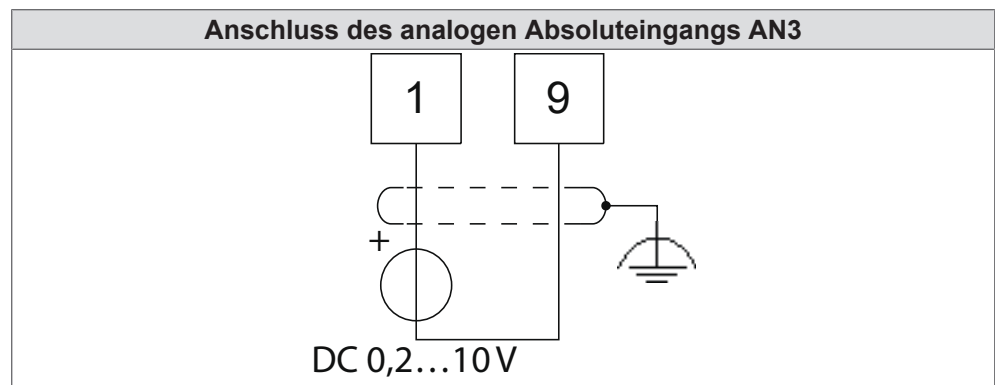 Anschluss des analogen Absoluteingangs AN3
1 9
+
DC 0,2…10 V